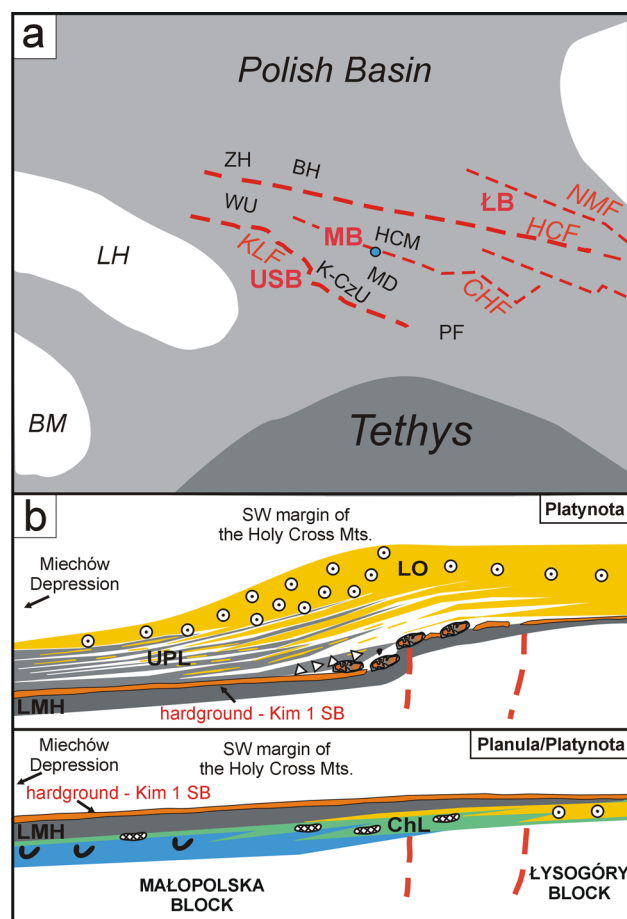 a
Polish Basin
ZH
BH
NMF
ŁB
WU
MB
HCM
HCF
KLF
LH
USB
K-CzU
MD
CHF
PF
BM
Tethys
b
SW margin of
the Holy Cross Mts.
Platynota
Miechów
Depression
LO
UPL
LMH
hardground - Kim 1 SB
Miechów
Depression
SW margin of
the Holy Cross Mts.
Planula/Platynota
hardground - Kim 1 SB
LMH
ChL
MAŁOPOLSKA
BLOCK
ŁYSOGÓRY
BLOCK